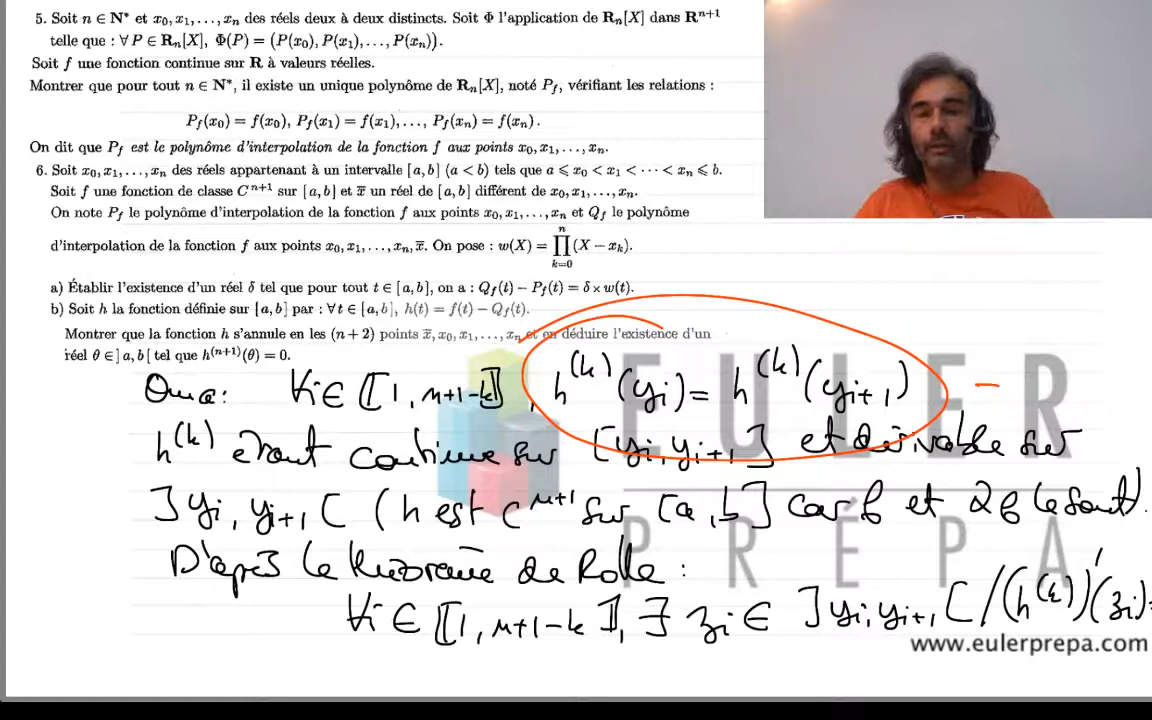 5. Soit n ∈ N* et x₀, x₁, . . . , xₙ des réels deux à deux distincts. Soit Φ l'application de Rₙ[X] dans Rⁿ⁺¹
telle que : ∀ P ∈ Rₙ[X], Φ(P) = (P(x₀), P(x₁), . . . , P(xₙ)).
Soit f une fonction continue sur R à valeurs réelles.
Montrer que pour tout n ∈ N*, il existe un unique polynôme de Rₙ[X], noté P_f, vérifiant les relations :
P_f(x₀) = f(x₀), P_f(x₁) = f(x₁), . . . , P_f(xₙ) = f(xₙ).
On dit que P_f est le polynôme d'interpolation de la fonction f aux points x₀, x₁, . . . , xₙ.
6. Soit x₀, x₁, . . . , xₙ des réels appartenant à un intervalle [a, b] (a < b) tels que a ⩽ x₀ < x₁ < · · · < xₙ ⩽ b.
Soit f une fonction de classe Cⁿ⁺¹ sur [a, b] et x̅ un réel de [a, b] différent de x₀, x₁, . . . , xₙ.
On note P_f le polynôme d'interpolation de la fonction f aux points x₀, x₁, . . . , xₙ et Q_f le polynôme
d'interpolation de la fonction f aux points x₀, x₁, . . . , xₙ, x̅. On pose : w(X) = ∏ₖ₌₀ⁿ (X − xₖ).
a) Établir l'existence d'un réel δ tel que pour tout t ∈ [a, b], on a : Q_f(t) − P_f(t) = δ × w(t).
b) Soit h la fonction définie sur [a, b] par : ∀ t ∈ [a, b], h(t) = f(t) − Q_f(t).
Montrer que la fonction h s'annule en les (n + 2) points x̅, x₀, x₁, . . . , xₙ et en déduire l'existence d'un
réel θ ∈ ]a, b[ tel que h⁽ⁿ⁺¹⁾(θ) = 0.
On a : ∀i ∈ ⟦1, n+1-k⟧, h^(k)(yi) = h^(k)(yi+1)
h^(k) étant continue sur [yi, yi+1] et dérivable sur
]yi, yi+1[ (h est C^n+1 sur [a, b] car f et Qf le sont).
D'après le théorème de Rolle :
∀i ∈ ⟦1, n+1-k⟧, ∃ zi ∈ ]yi, yi+1[ / (h^(k))'(zi)=
EULER
PRÉPA
www.eulerprepa.com